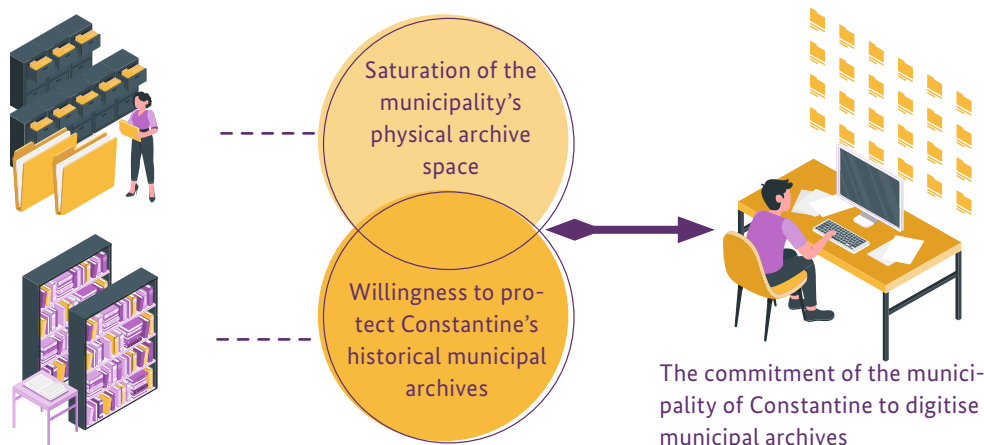 Saturation of the
municipality’s
physical archive
space
Willingness to pro-
tect Constantine’s
historical municipal
archives
The commitment of the munici-
pality of Constantine to digitise
municipal archives